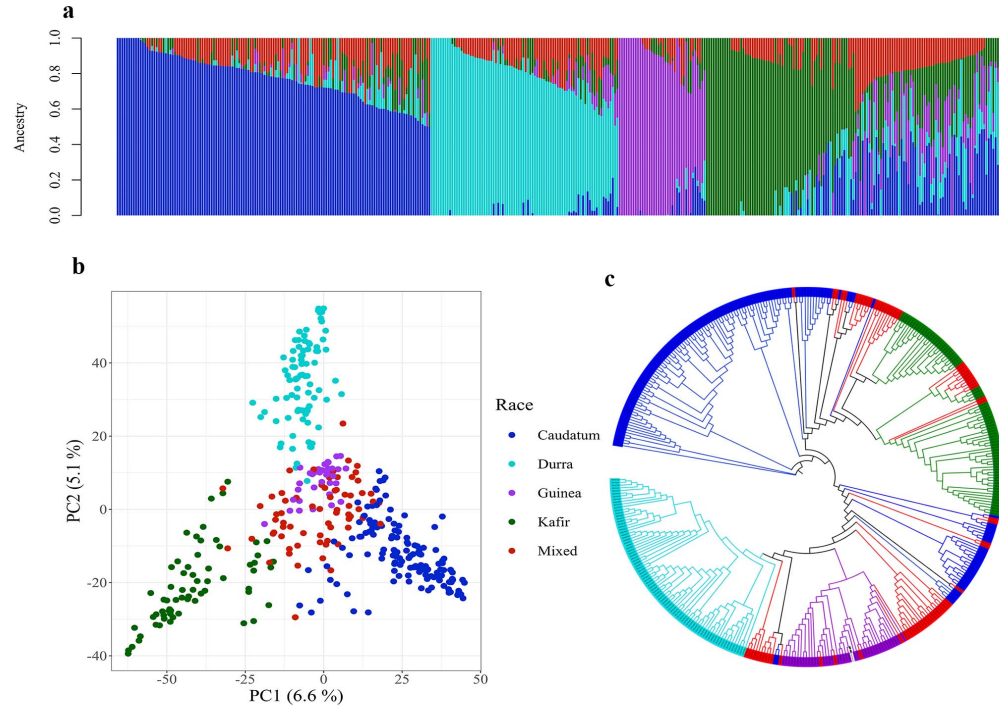 a
Ancestry
1.0
0.8
0.6
0.4
0.2
0.0
b
PC2 (5.1 %)
40
20
0
-20
-40
-50
-25
0
25
50
PC1 (6.6 %)
Race
Caudatum
Durra
Guinea
Kafir
Mixed
c